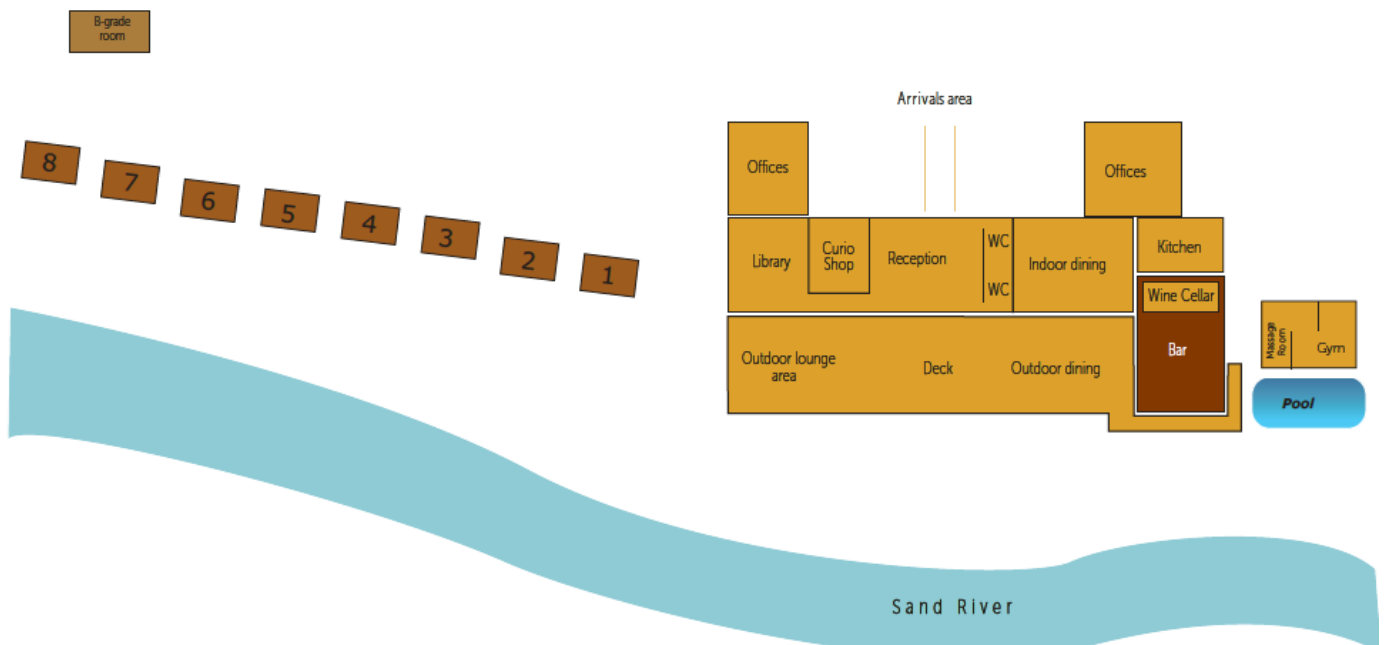 B-grade
room
Arrivals area
8
7
6
5
4
3
2
1
Offices
Offices
Library
Curio
Shop
Reception
WC
WC
Indoor dining
Kitchen
Wine Cellar
Bar
Massage
Room
Gym
Outdoor lounge
area
Deck
Outdoor dining
Pool
Sand River